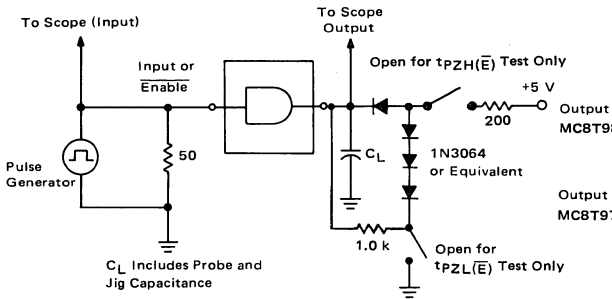 To Scope (Input)
To Scope
Output
Input or
Enable
Open for tPZH(E̅) Test Only
+5 V
200
Output
MC8T98
Pulse
Generator
50
CL
1N3064
or Equivalent
Output
MC8T97
1.0 k
Open for
tPZL(E̅) Test Only
CL Includes Probe and
Jig Capacitance